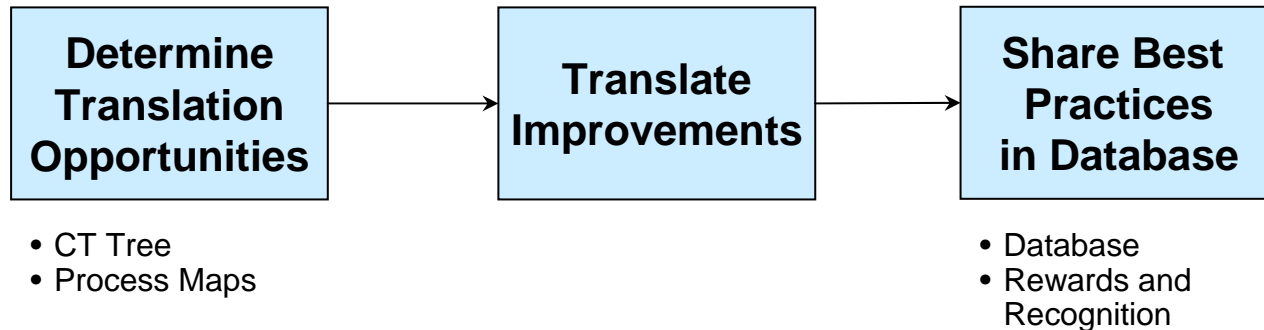 Determine
Translation
Opportunities
Translate
Improvements
Share Best
Practices
in Database
• CT Tree
• Process Maps
• Database
• Rewards and
Recognition